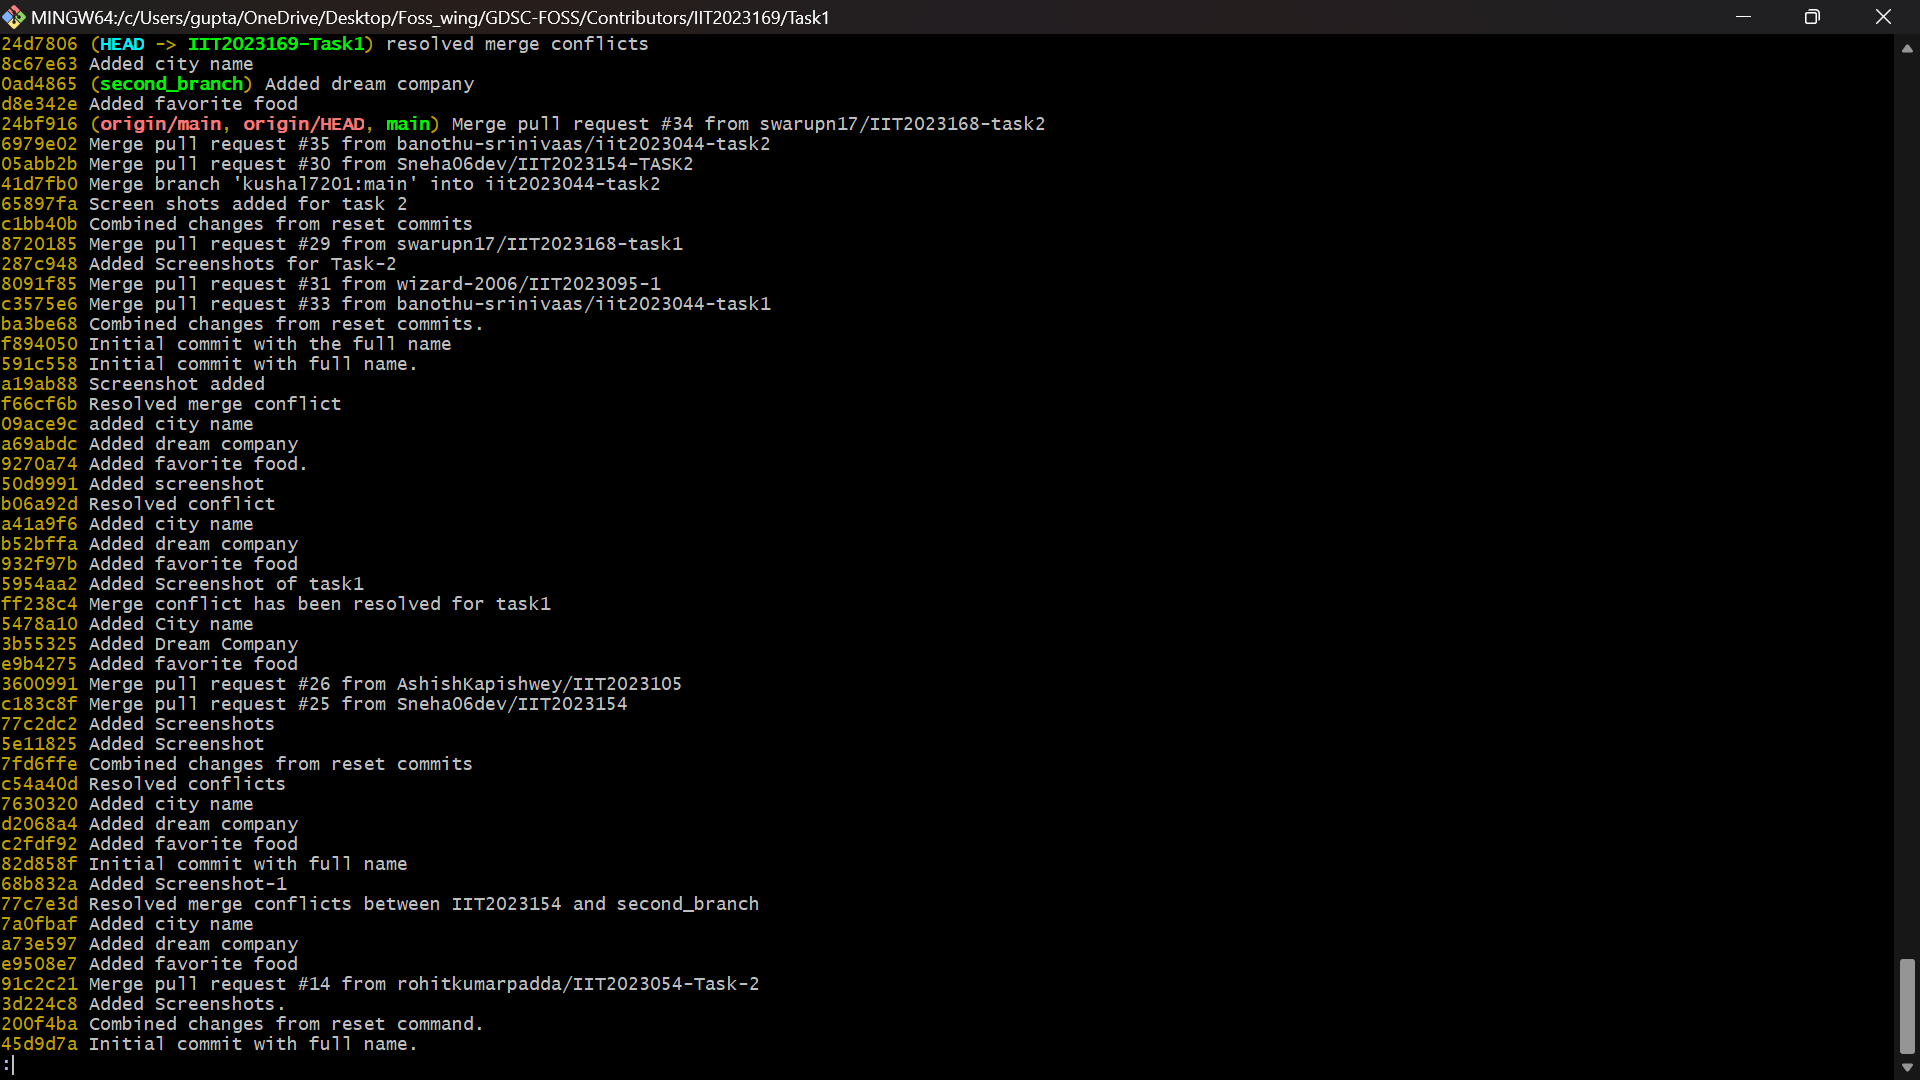 MINGW64:/c/Users/gupta/OneDrive/Desktop/Foss_wing/GDSC-FOSS/Contributors/IIT2023169/Task1
24d7806 (HEAD -> IIT2023169-Task1) resolved merge conflicts
8c67e63 Added city name
0ad4865 (second_branch) Added dream company
d8e342e Added favorite food
24bf916 (origin/main, origin/HEAD, main) Merge pull request #34 from swarupn17/IIT2023168-task2
6979e02 Merge pull request #35 from banothu-srinivaas/iit2023044-task2
05abb2b Merge pull request #30 from Sneha06dev/IIT2023154-TASK2
41d7fb0 Merge branch 'kushal7201:main' into iit2023044-task2
65897fa Screen shots added for task 2
c1bb40b Combined changes from reset commits
8720185 Merge pull request #29 from swarupn17/IIT2023168-task1
287c948 Added Screenshots for Task-2
8091f85 Merge pull request #31 from wizard-2006/IIT2023095-1
c3575e6 Merge pull request #33 from banothu-srinivaas/iit2023044-task1
ba3be68 Combined changes from reset commits.
f894050 Initial commit with the full name
591c558 Initial commit with full name.
a19ab88 Screenshot added
f66cf6b Resolved merge conflict
09ace9c added city name
a69abdc Added dream company
9270a74 Added favorite food.
50d9991 Added screenshot
b06a92d Resolved conflict
a41a9f6 Added city name
b52bffa Added dream company
932f97b Added favorite food
5954aa2 Added Screenshot of task1
ff238c4 Merge conflict has been resolved for task1
5478a10 Added City name
3b55325 Added Dream Company
e9b4275 Added favorite food
3600991 Merge pull request #26 from AshishKapishwey/IIT2023105
c183c8f Merge pull request #25 from Sneha06dev/IIT2023154
77c2dc2 Added Screenshots
5e11825 Added Screenshot
7fd6ffe Combined changes from reset commits
c54a40d Resolved conflicts
7630320 Added city name
d2068a4 Added dream company
c2fdf92 Added favorite food
82d858f Initial commit with full name
68b832a Added Screenshot-1
77c7e3d Resolved merge conflicts between IIT2023154 and second_branch
7a0fbaf Added city name
a73e597 Added dream company
e9508e7 Added favorite food
91c2c21 Merge pull request #14 from rohitkumarpadda/IIT2023054-Task-2
3d224c8 Added Screenshots.
200f4ba Combined changes from reset command.
45d9d7a Initial commit with full name.
: